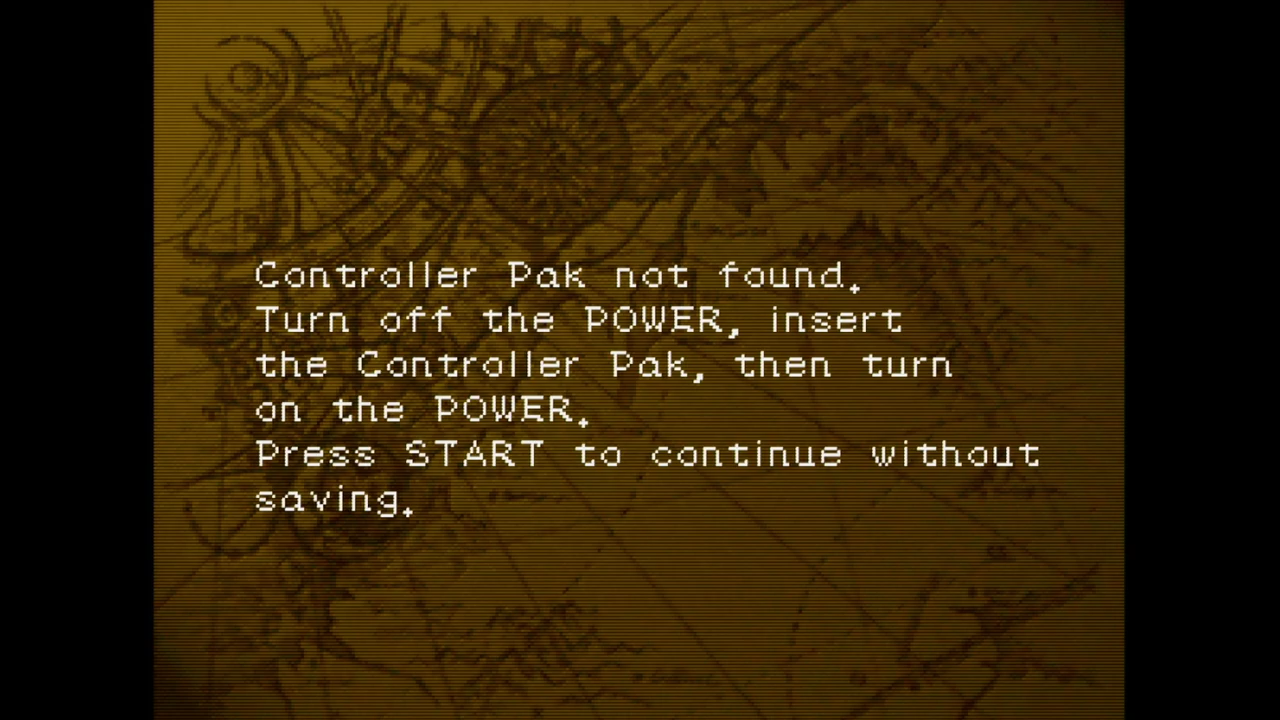 Controller Pak not found.
Turn off the POWER, insert
the Controller Pak, then turn
on the POWER.
Press START to continue without
saving.